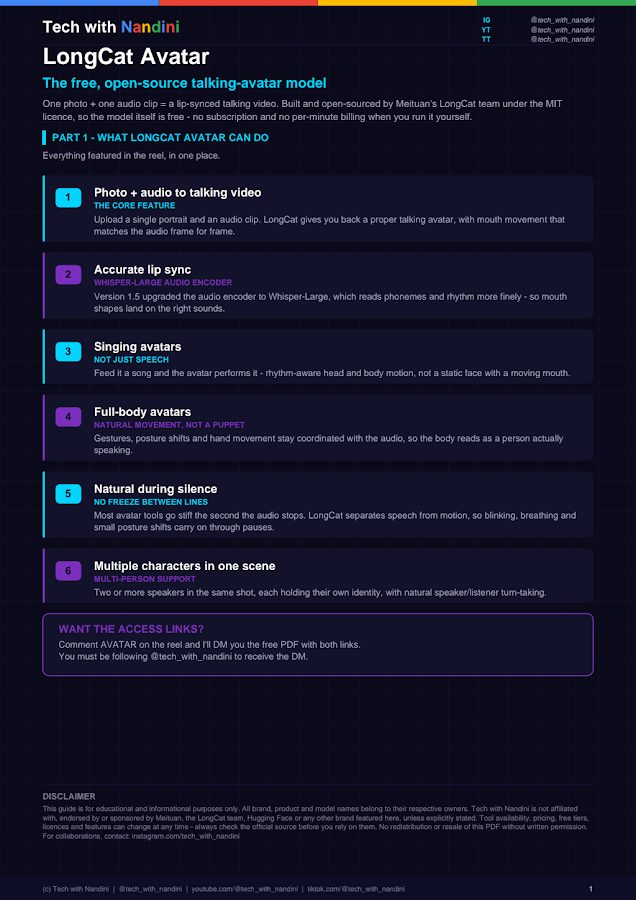 Tech with Nandini
IG @tech_with_nandini
YT @tech_with_nandini
TT @tech_with_nandini
LongCat Avatar
The free, open-source talking-avatar model
One photo + one audio clip = a lip-synced talking video. Built and open-sourced by Meituan's LongCat team under the MIT
licence, so the model itself is free - no subscription and no per-minute billing when you run it yourself.
PART 1 - WHAT LONGCAT AVATAR CAN DO
Everything featured in the reel, in one place.
1
Photo + audio to talking video
THE CORE FEATURE
Upload a single portrait and an audio clip. LongCat gives you back a proper talking avatar, with mouth movement that
matches the audio frame for frame.
2
Accurate lip sync
WHISPER-LARGE AUDIO ENCODER
Version 1.5 upgraded the audio encoder to Whisper-Large, which reads phonemes and rhythm more finely - so mouth
shapes land on the right sounds.
3
Singing avatars
NOT JUST SPEECH
Feed it a song and the avatar performs it - rhythm-aware head and body motion, not a static face with a moving mouth.
4
Full-body avatars
NATURAL MOVEMENT, NOT A PUPPET
Gestures, posture shifts and hand movement stay coordinated with the audio, so the body reads as a person actually
speaking.
5
Natural during silence
NO FREEZE BETWEEN LINES
Most avatar tools go stiff the second the audio stops. LongCat separates speech from motion, so blinking, breathing and
small posture shifts carry on through pauses.
6
Multiple characters in one scene
MULTI-PERSON SUPPORT
Two or more speakers in the same shot, each holding their own identity, with natural speaker/listener turn-taking.
WANT THE ACCESS LINKS?
Comment AVATAR on the reel and I'll DM you the free PDF with both links.
You must be following @tech_with_nandini to receive the DM.
DISCLAIMER
This guide is for educational and informational purposes only. All brand, product and model names belong to their respective owners. Tech with Nandini is not affiliated
with, endorsed by or sponsored by Meituan, the LongCat team, Hugging Face or any other brand featured here, unless explicitly stated. Tool availability, pricing, free tiers,
licences and features can change at any time - always check the official source before you rely on them. No redistribution or resale of this PDF without written permission.
For collaborations, contact: instagram.com/tech_with_nandini
(c) Tech with Nandini | @tech_with_nandini | youtube.com/@tech_with_nandini | tiktok.com/@tech_with_nandini 1